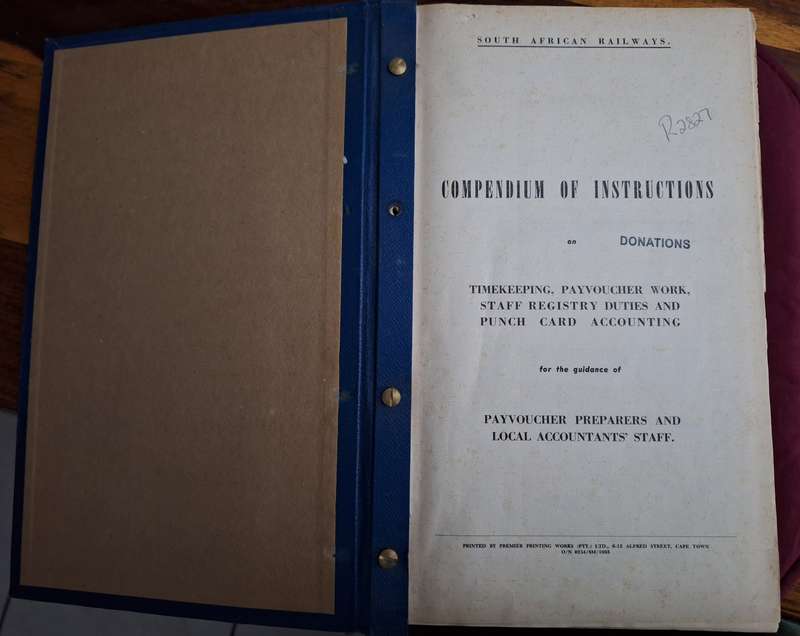 SOUTH AFRICAN RAILWAYS.
R2827
COMPENDIUM OF INSTRUCTIONS
on
DONATIONS
TIMEKEEPING, PAYVOUCHER WORK,
STAFF REGISTRY DUTIES AND
PUNCH CARD ACCOUNTING
for the guidance of
PAYVOUCHER PREPARERS AND
LOCAL ACCOUNTANTS' STAFF.
PRINTED BY PREMIER PRINTING WORKS (PTY.) LTD., ALFRED STREET, CAPE TOWN
O/N